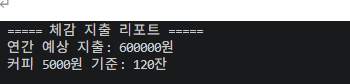 ===== 체감 지출 리포트 =====
연간 예상 지출: 600000원
커피 5000원 기준: 120잔